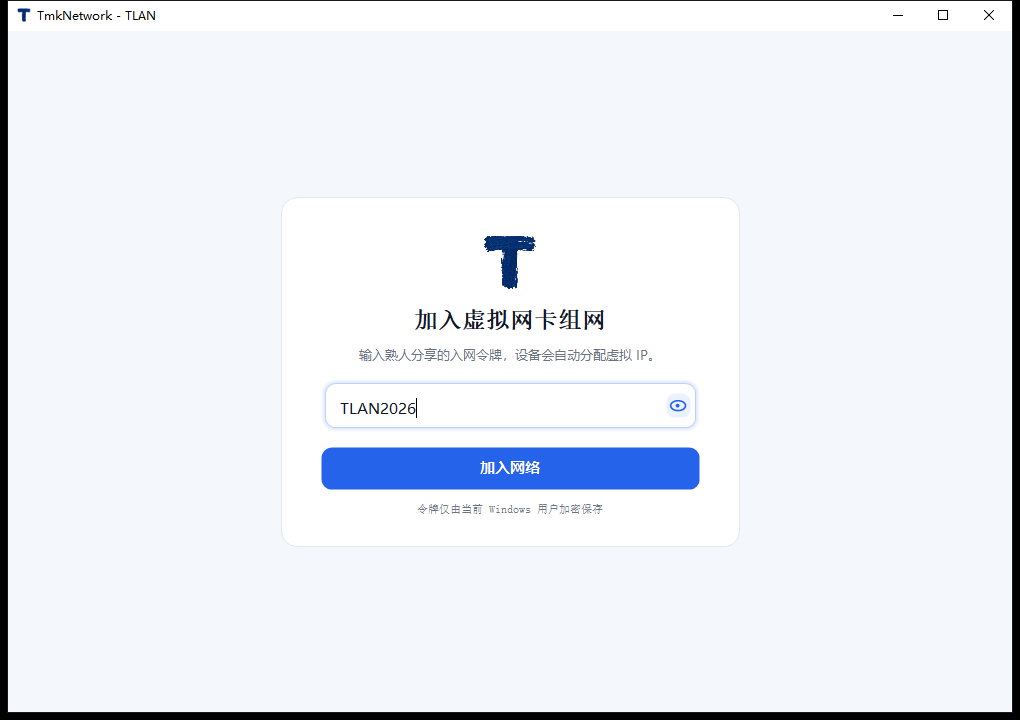 TmkNetwork - TLAN
T
加入虚拟网卡组网
输入熟人分享的入网令牌，设备会自动分配虚拟 IP。
TLAN2026
加入网络
令牌仅由当前 Windows 用户加密保存